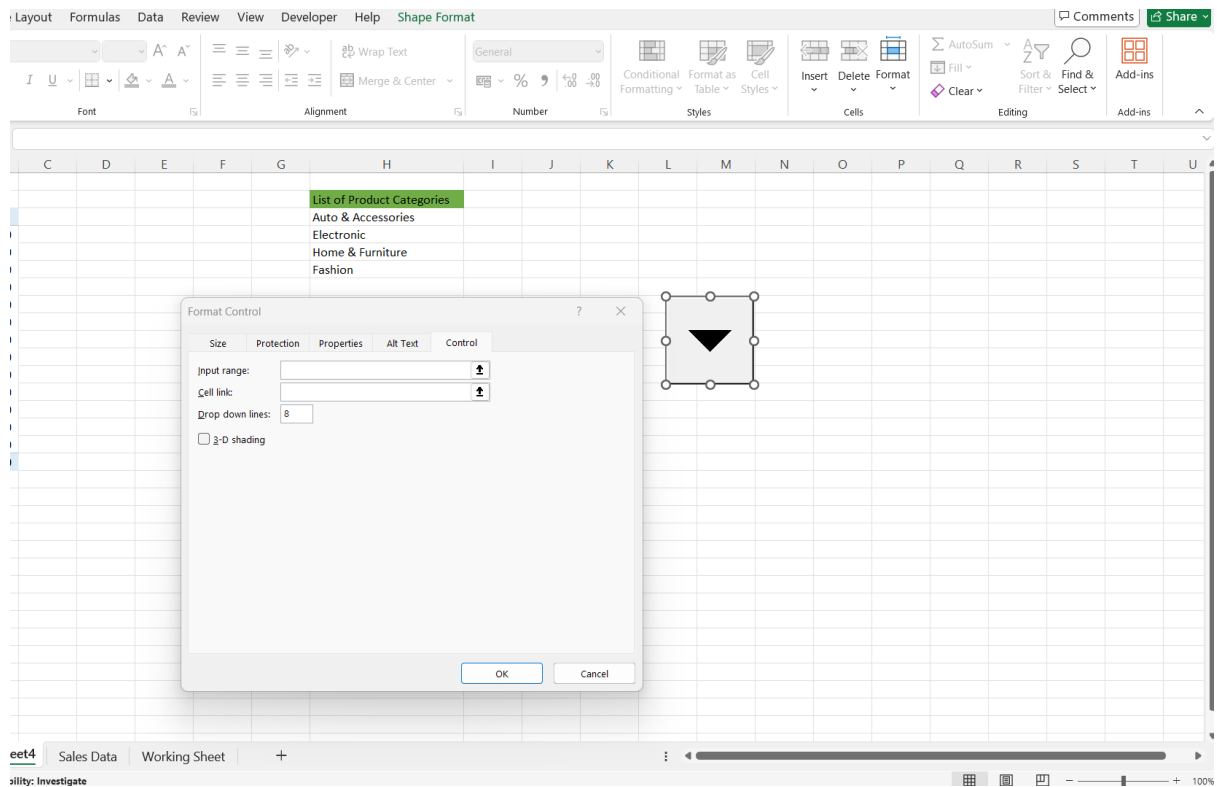 Layout Formulas Data Review View Developer Help Shape Format Comments Share
Wrap Text General AutoSum
Fill
I U Merge & Center % Conditional Format as Cell Insert Delete Format Sort & Find & Add-ins
Formatting Table Styles Clear Filter Select
Font Alignment Number Styles Cells Editing Add-ins
C D E F G H I J K L M N O P Q R S T U
List of Product Categories
Auto & Accessories
Electronic
Home & Furniture
Fashion
Format Control ?
Size Protection Properties Alt Text Control
Input range:
Cell link:
Drop down lines: 8
3-D shading
OK Cancel
eet4 Sales Data Working Sheet
bility: Investigate 100%